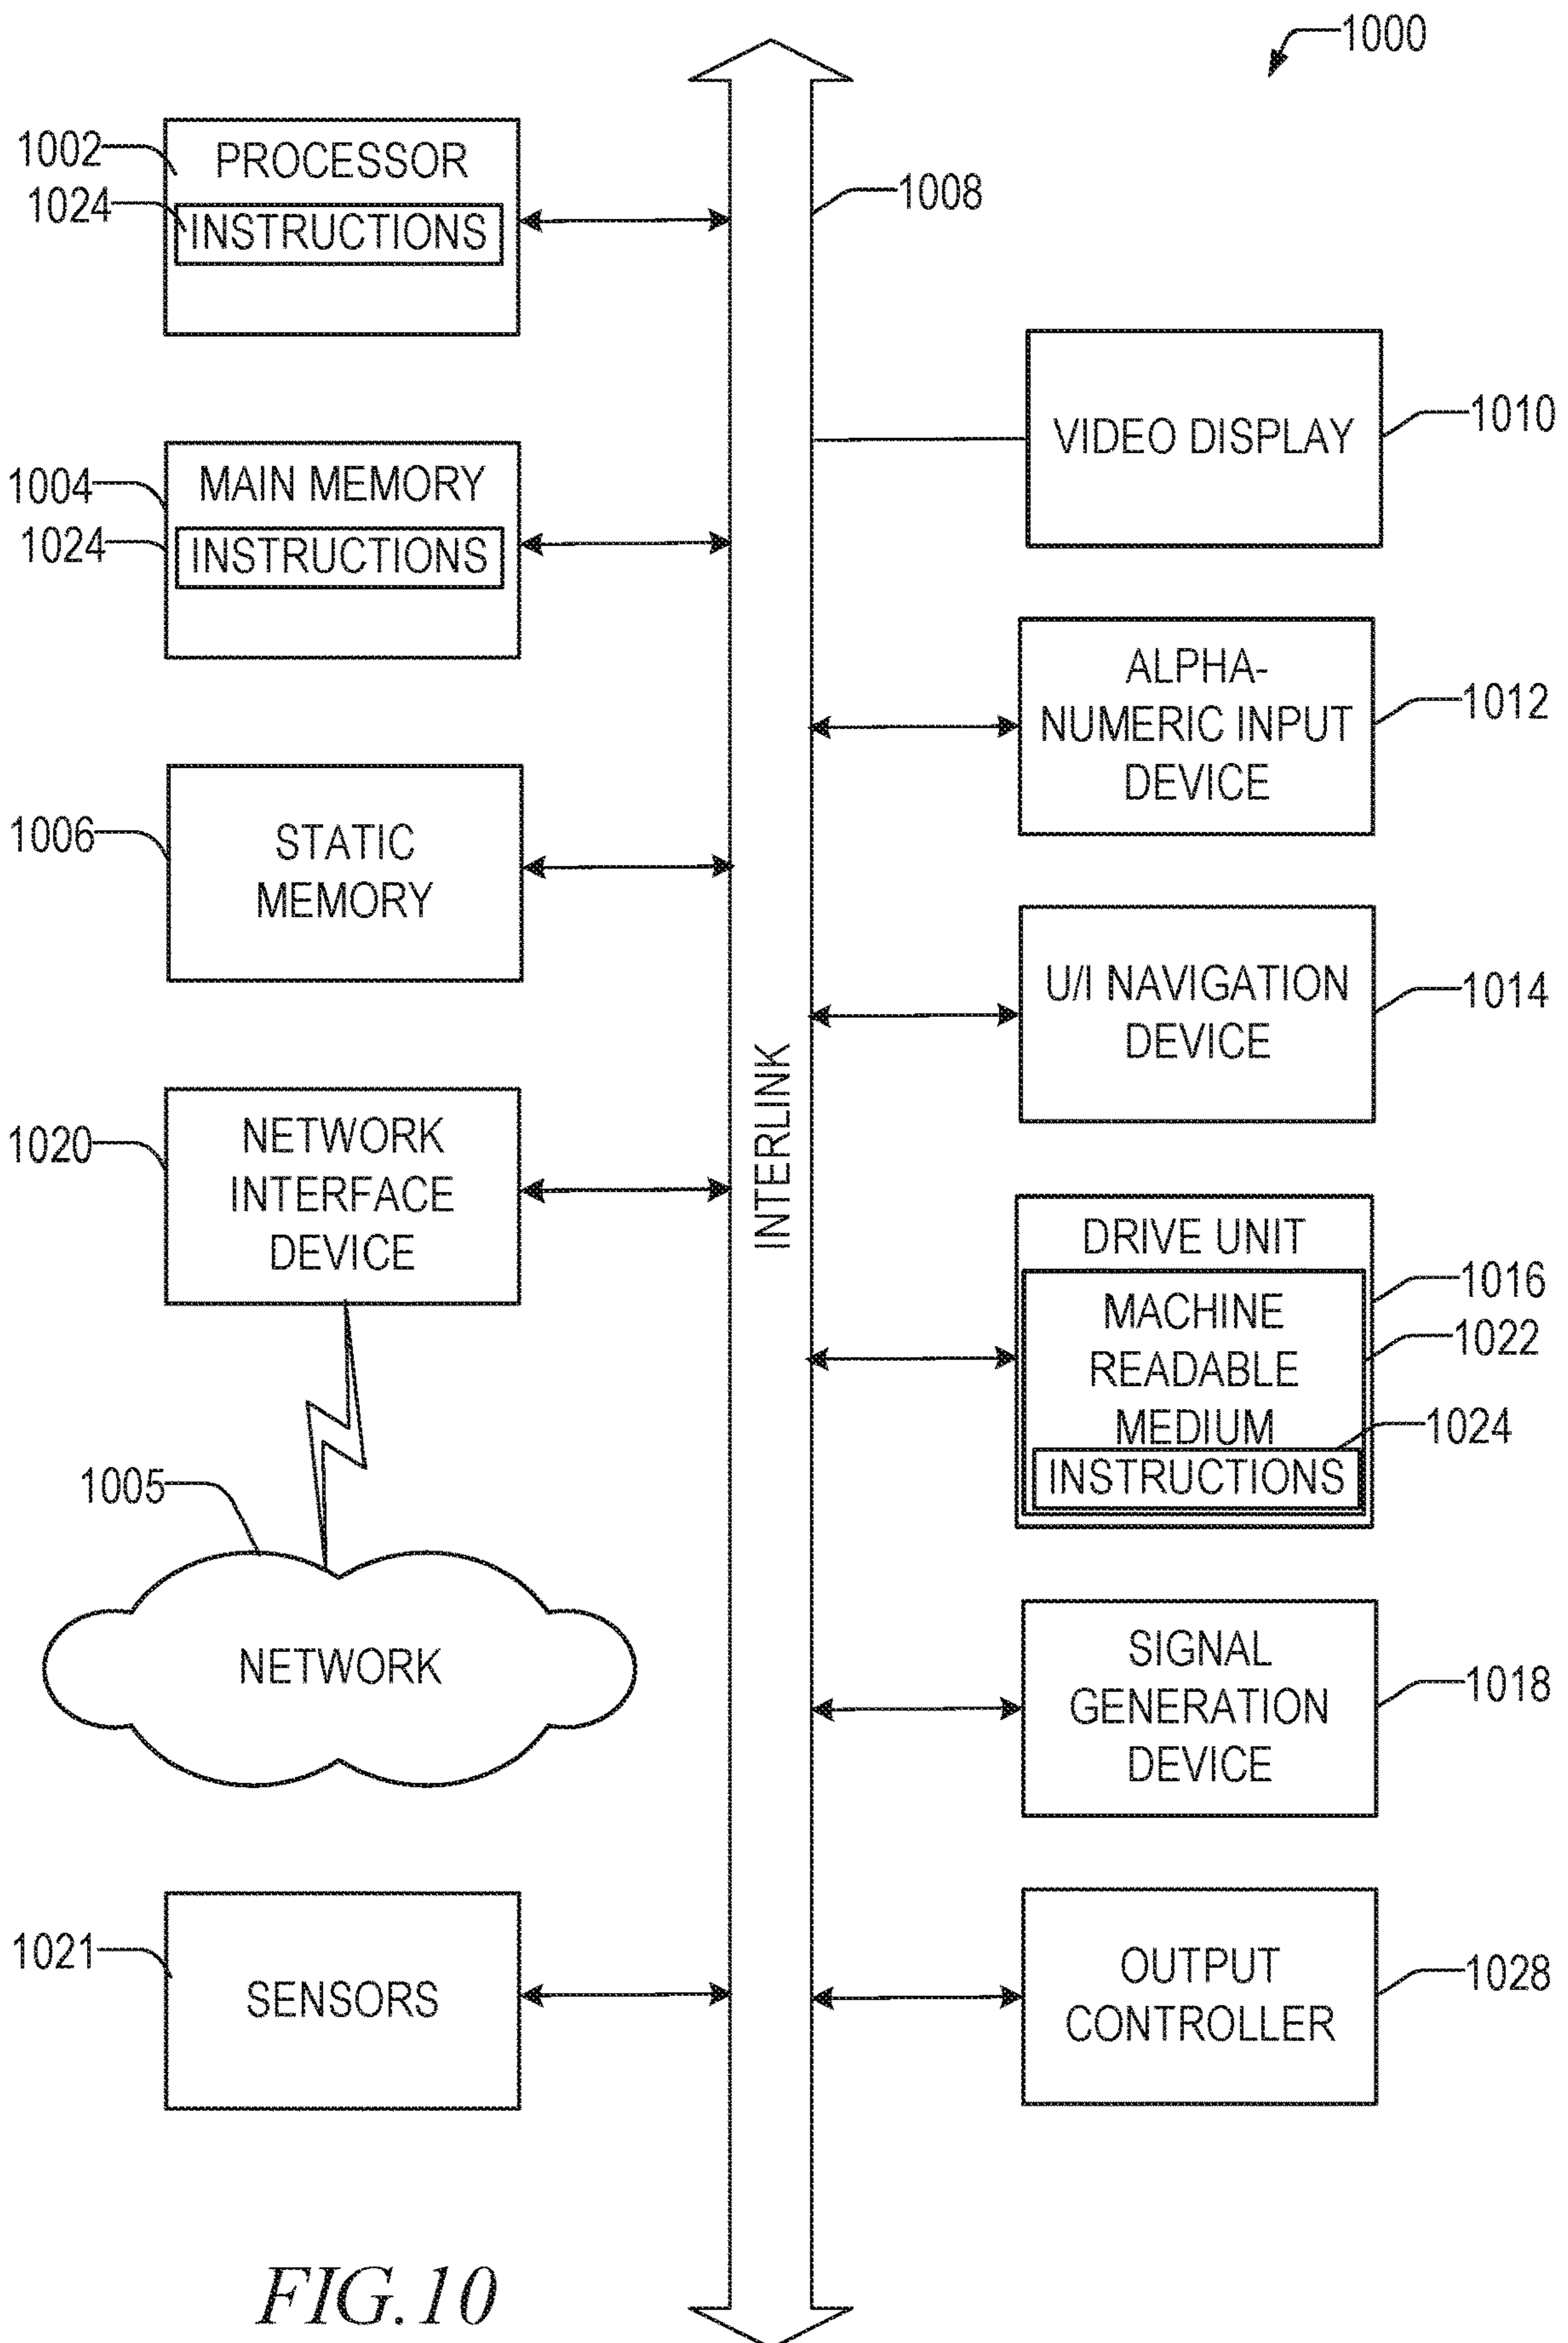 1000
1002
PROCESSOR
1024
INSTRUCTIONS
1008
1004
MAIN MEMORY
1024
INSTRUCTIONS
VIDEO DISPLAY
1010
ALPHA-
NUMERIC INPUT
DEVICE
1012
1006
STATIC
MEMORY
U/I NAVIGATION
DEVICE
1014
INTERLINK
1020
NETWORK
INTERFACE
DEVICE
DRIVE UNIT
1016
MACHINE
READABLE
MEDIUM
1022
1024
INSTRUCTIONS
1005
NETWORK
SIGNAL
GENERATION
DEVICE
1018
1021
SENSORS
OUTPUT
CONTROLLER
1028
FIG. 10